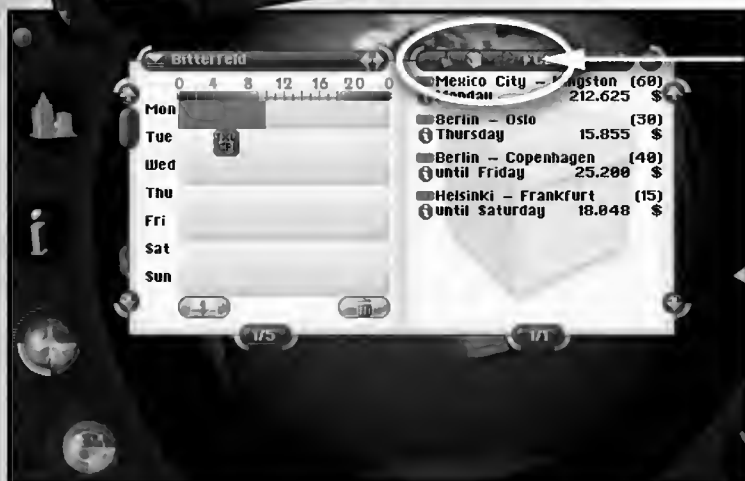 Bitterfeld
0 4 8 12 16 20 0
Mon
Tue
Wed
Thu
Fri
Sat
Sun
1/5
Mexico City – Kingston (60)
Monday 212.625 $
Berlin – Oslo (30)
Thursday 15.855 $
Berlin – Copenhagen (40)
until Friday 25.200 $
Helsinki – Frankfurt (15)
until Saturday 18.048 $
1/1